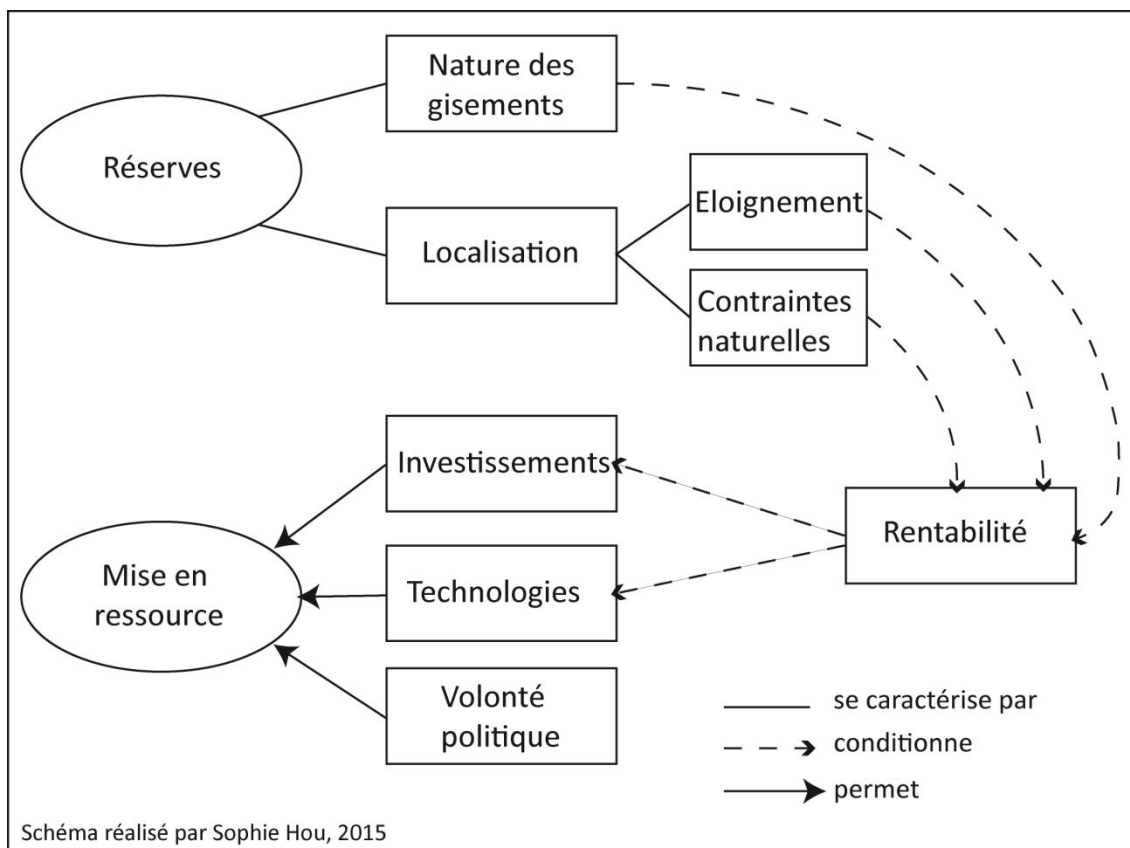 Nature des
gisements
Réserves
Eloignement
Localisation
Contraintes
naturelles
Investissements
Rentabilité
Mise en
ressource
Technologies
Volonté
politique
se caractérise par
conditionne
permet
Schéma réalisé par Sophie Hou, 2015